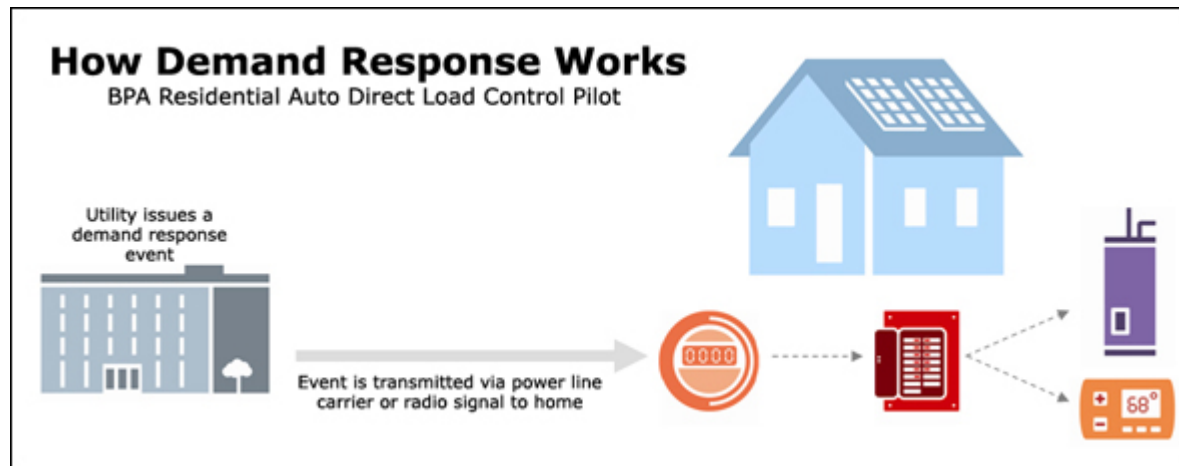 How Demand Response Works
BPA Residential Auto Direct Load Control Pilot
Utility issues a
demand response
event
Event is transmitted via power line
carrier or radio signal to home
0000
+
68°
−